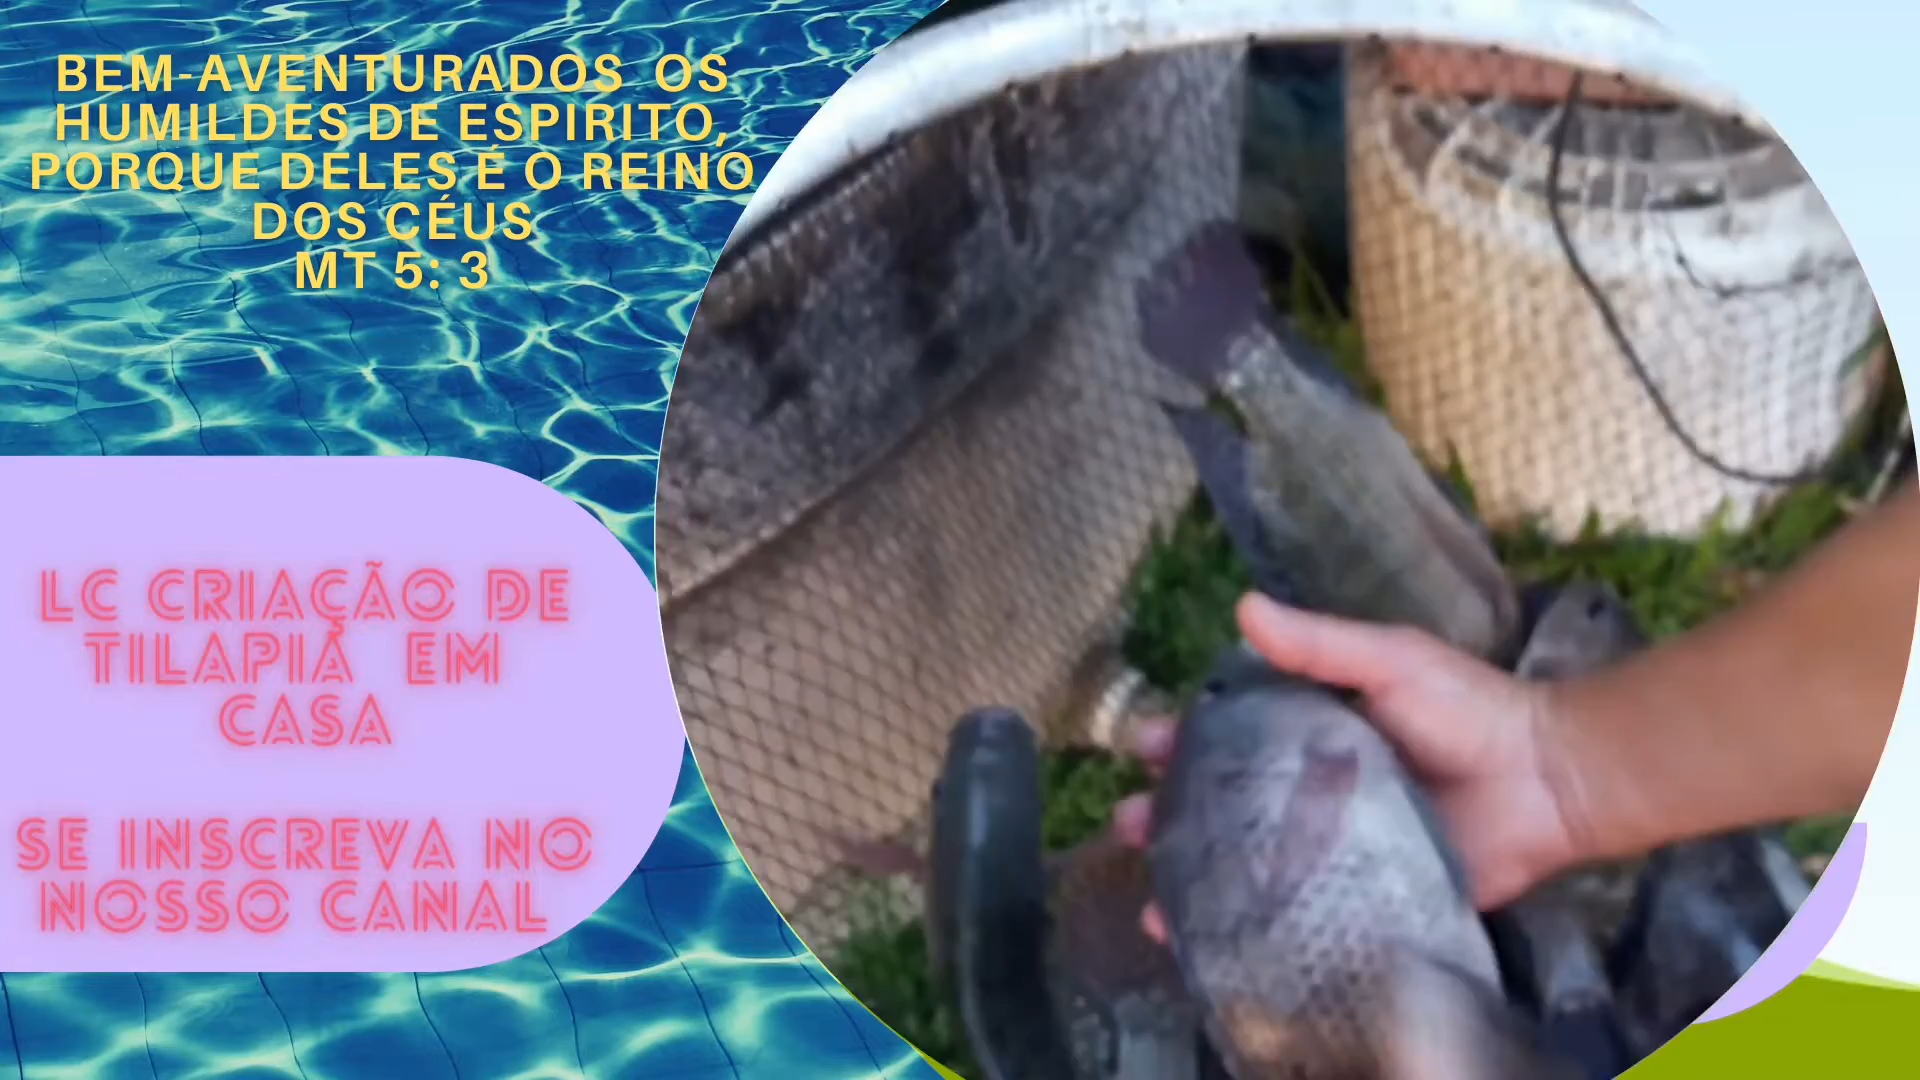 BEM-AVENTURADOS OS
HUMILDES DE ESPIRITO,
PORQUE DELES É O REINO
DOS CÉUS
MT 5: 3
LC CRIAÇÃO DE
TILAPIA EM
CASA
SE INSCREVA NO
NOSSO CANAL